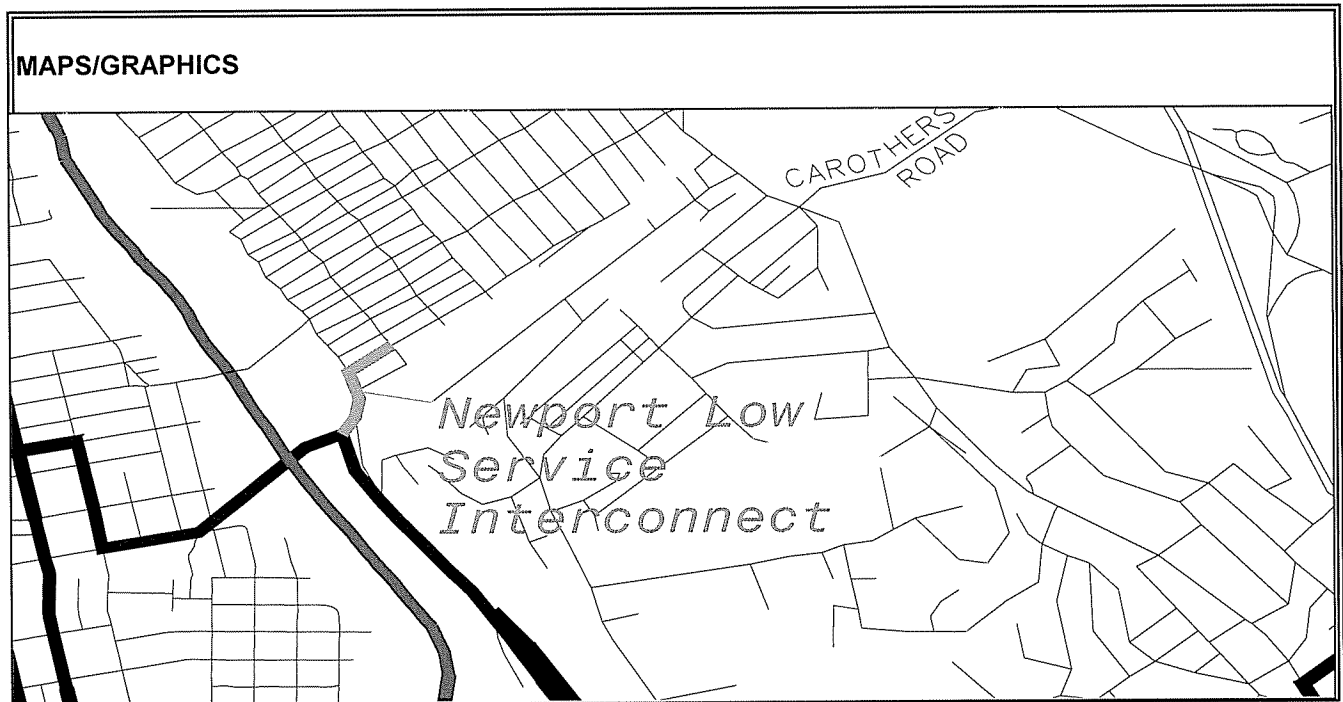 MAPS/GRAPHICS
CAROTHERS
ROAD
Newport Low
Service
Interconnect